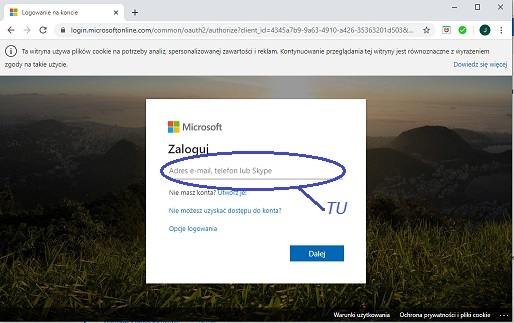 Logowanie na koncie
login.microsoftonline.com/common/oauth2/authorize?client_id=4345a7b9-9a63-4910-a426-35363201d503&
J
Ta witryna używa plików cookie na potrzeby analiz, spersonalizowanej zawartości i reklam. Kontynuowanie przeglądania tej witryny jest równoznaczne z wyrażeniem
zgody na takie użycie.
Dowiedz się więcej
Microsoft
Zaloguj
Adres e-mail, telefon lub Skype
Nie masz konta? Utwórz je!
TU
Nie możesz uzyskać dostępu do konta?
Opcje logowania
Dalej
Warunki użytkowania Ochrona prywatności i pliki cookie ...